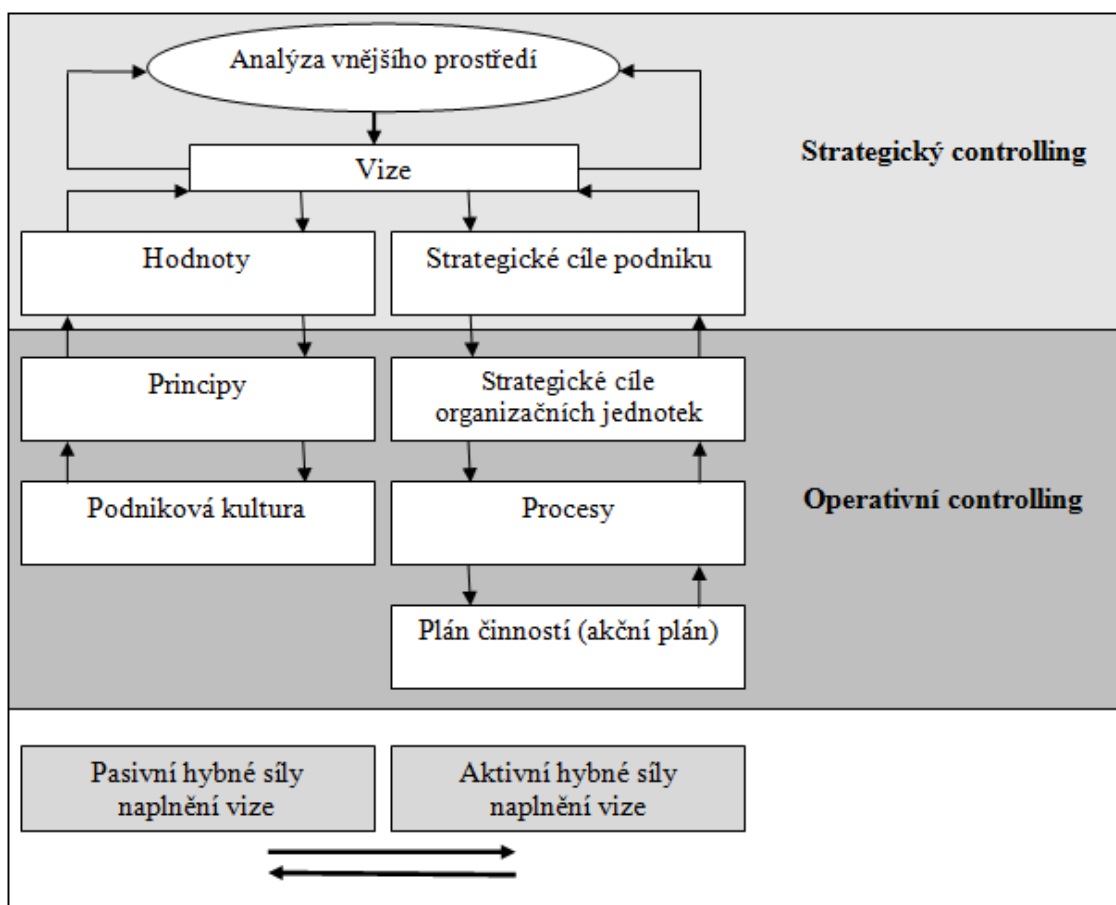 Analýza vnějšího prostředí
Strategický controlling
Vize
Hodnoty
Strategické cíle podniku
Principy
Strategické cíle
organizačních jednotek
Podniková kultura
Procesy
Operativní controlling
Plán činností (akční plán)
Pasivní hybné síly
naplnění vize
Aktivní hybné síly
naplnění vize